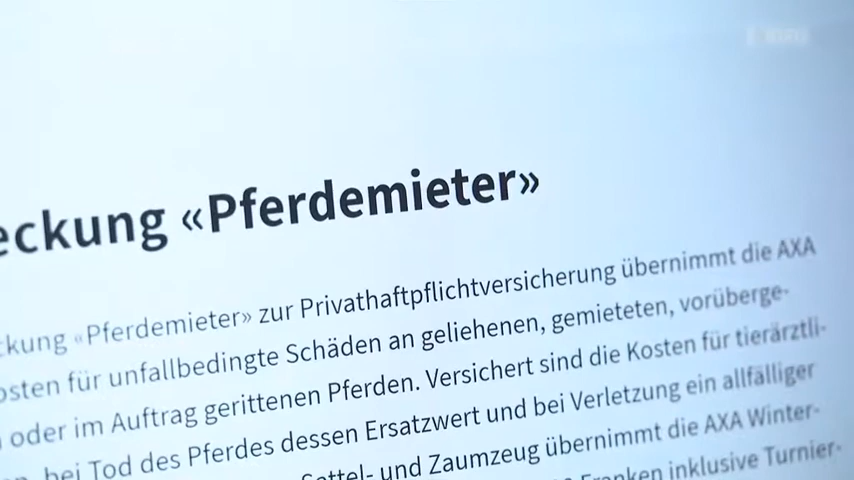 eckung «Pferdemieter»
ckung «Pferdemieter» zur Privathaftpflichtversicherung übernimmt die AXA
osten für unfallbedingte Schäden an geliehenen, gemieteten, vorüberge-
oder im Auftrag gerittenen Pferden. Versichert sind die Kosten für tierärztli-
bei Tod des Pferdes dessen Ersatzwert und bei Verletzung ein allfälliger
Sattel- und Zaumzeug übernimmt die AXA Winter-
Franken inklusive Turnier-